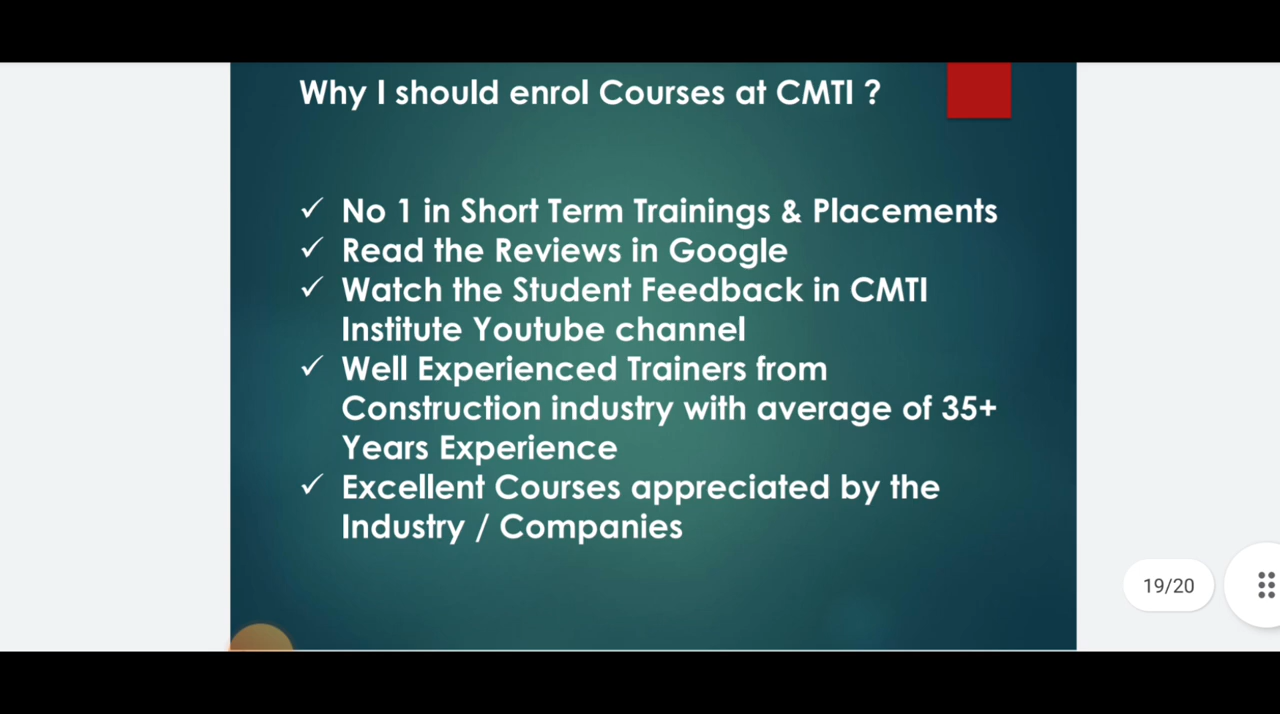 Why I should enrol Courses at CMTI ?
✓ No 1 in Short Term Trainings & Placements
✓ Read the Reviews in Google
✓ Watch the Student Feedback in CMTI
Institute Youtube channel
✓ Well Experienced Trainers from
Construction industry with average of 35+
Years Experience
✓ Excellent Courses appreciated by the
Industry / Companies
19/20